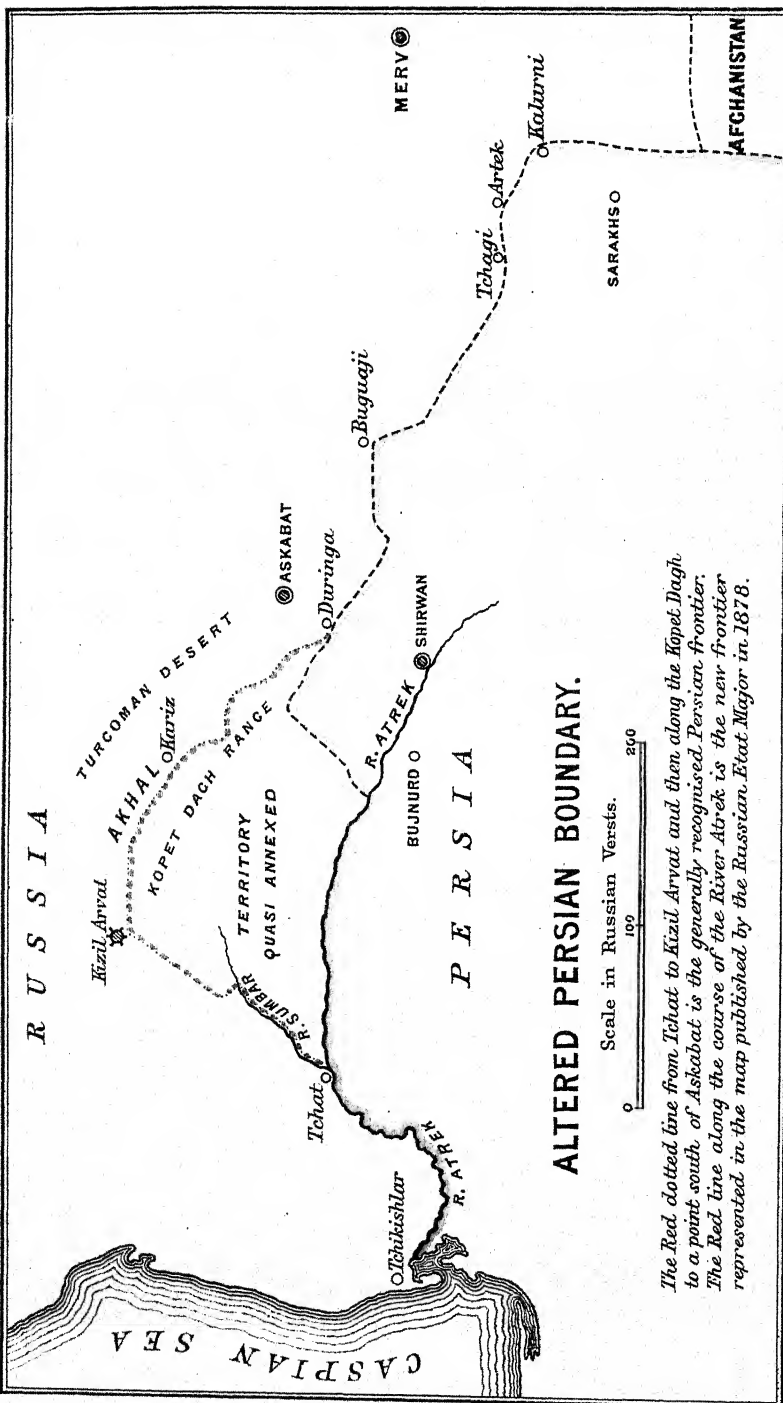 RUSSIA
Kizil Arvat
AKHAL
Kariz
TURCOMAN DESERT
KOPET DAGH RANGE
ASKABAT
Duringa
MERV
Buguaji
Tchagi
Artek
Kalurni
SARAKHS
AFGHANISTAN
TERRITORY
QUASI ANNEXED
R. SUMBAR
Tchat
R. ATREK
SHIRWAN
BUJNURD
PERSIA
Tchikishlar
R. ATREK
CASPIAN SEA
ALTERED PERSIAN BOUNDARY.
Scale in Russian Versts.
0 100 200
The Red dotted line from Tchat to Kizil Arvat and then along the Kopet Dagh
to a point south of Askabat is the generally recognised Persian frontier.
The Red line along the course of the River Atrek is the new frontier
represented in the map published by the Russian Etat Major in 1878.